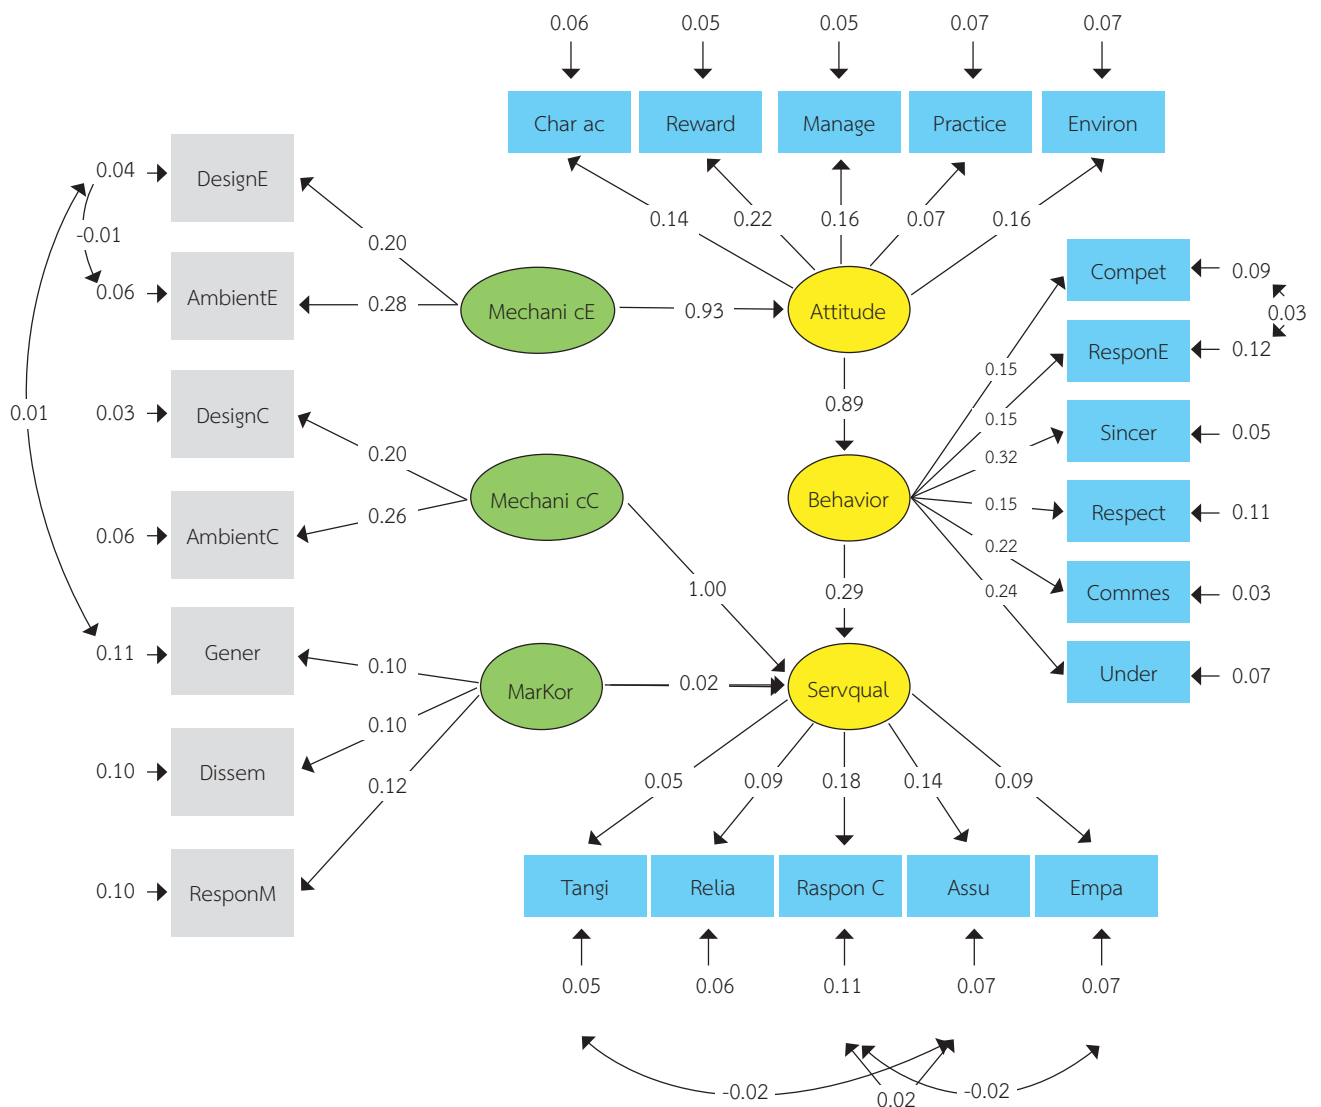 0.06 0.05 0.05 0.07 0.07
Char ac Reward Manage Practice Environ
0.04 DesignE
0.14 0.22 0.16 0.07 0.16
-0.01
0.20
Compet 0.09
0.06 AmbientE 0.28 Mechani cE 0.93 Attitude
0.03
ResponE 0.12
0.15
0.01 0.03 DesignC
0.89
0.15
Sincer 0.05
0.20
0.32
Mechani cC Behavior 0.15 Respect 0.11
0.26
0.06 AmbientC
0.22
1.00 0.29 0.24 Commes 0.03
0.11 Gener 0.10
MarKor 0.02 Servqual Under 0.07
0.10
0.10 Dissem
0.12 0.05 0.09 0.18 0.14 0.09
0.10 ResponM
Tangi Relia Raspon C Assu Empa
0.05 0.06 0.11 0.07 0.07
-0.02 0.02 -0.02